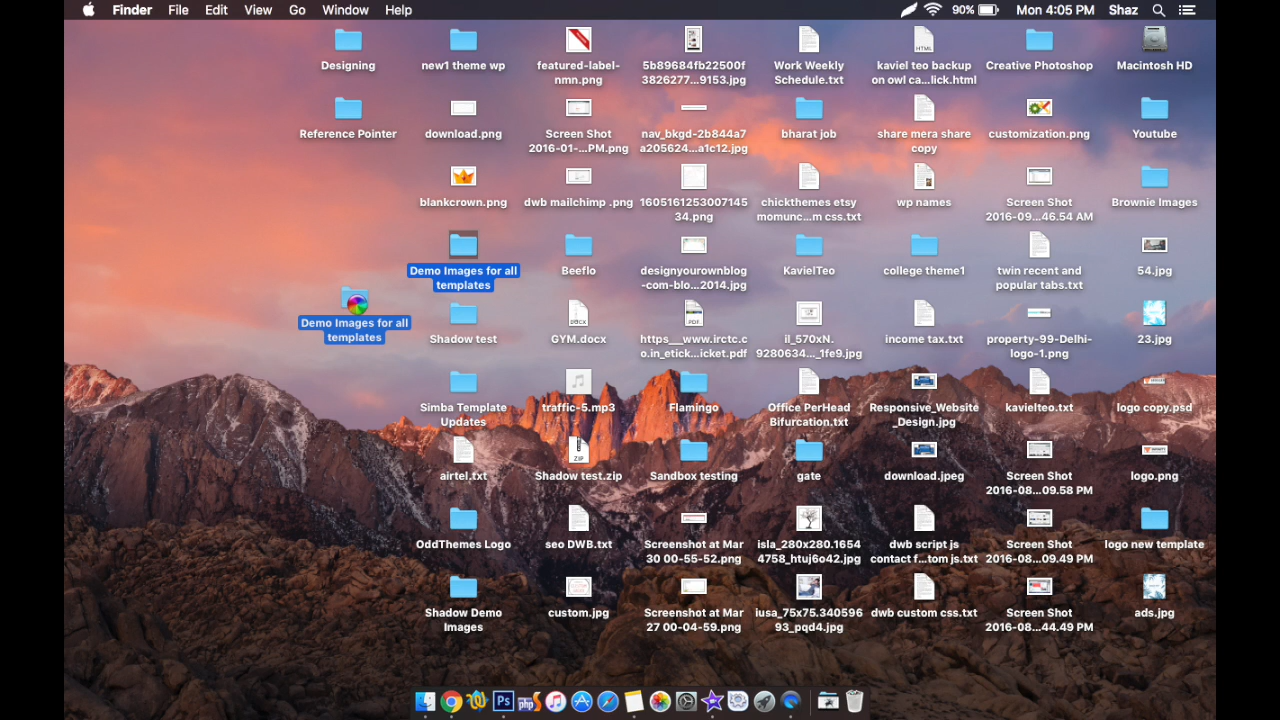 Finder File Edit View Go Window Help 90% Mon 4:05 PM Shaz
Designing
new1 theme wp
featured-label-
nmn.png
5b89684fb22500f
3826277...9153.jpg
Work Weekly
Schedule.txt
HTML
kaviel teo backup
on owl ca...lick.html
Creative Photoshop
Macintosh HD
Reference Pointer
download.png
Screen Shot
2016-01-...PM.png
nav_bkgd-2b844a7
a205624...a1c12.jpg
bharat job
share mera share
copy
customization.png
Youtube
blankcrown.png
dwb mailchimp .png
1605161253007145
34.png
chickthemes etsy
momunc...m css.txt
wp names
Screen Shot
2016-09...46.54 AM
Brownie Images
Demo Images for all
templates
Beeflo
designyourownblog
-com-blo...2014.jpg
KavielTeo
college theme1
twin recent and
popular tabs.txt
54.jpg
Demo Images for all
templates
Shadow test
DOCX
GYM.docx
PDF
https__www.irctc.c
o.in_etick...icket.pdf
il_570xN.
9280634..._1fe9.jpg
income tax.txt
property-99-Delhi-
logo-1.png
23.jpg
Simba Template
Updates
traffic-5.mp3
Flamingo
Office PerHead
Bifurcation.txt
Responsive_Website
_Design.jpg
kavielteo.txt
logo copy.psd
airtel.txt
ZIP
Shadow test.zip
Sandbox testing
gate
download.jpeg
Screen Shot
2016-08...09.58 PM
logo.png
OddThemes Logo
seo DWB.txt
Screenshot at Mar
30 00-55-52.png
isla_280x280.1654
4758_htuj6o42.jpg
dwb script js
contact f...tom js.txt
Screen Shot
2016-08...09.49 PM
logo new template
Shadow Demo
Images
custom.jpg
Screenshot at Mar
27 00-04-59.png
iusa_75x75.340596
93_pqd4.jpg
dwb custom css.txt
Screen Shot
2016-08...44.49 PM
ads.jpg
Ps php